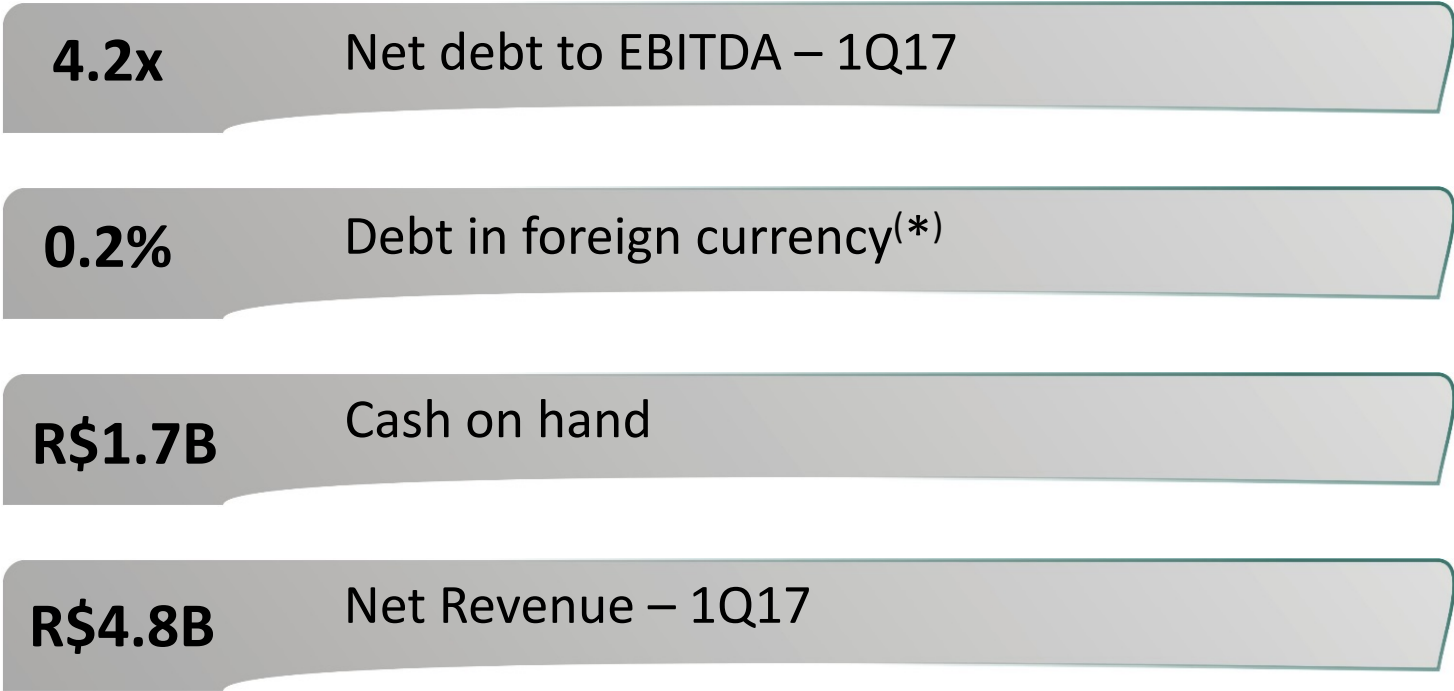 4.2x Net debt to EBITDA – 1Q17
0.2% Debt in foreign currency(*)
R$1.7B Cash on hand
R$4.8B Net Revenue – 1Q17